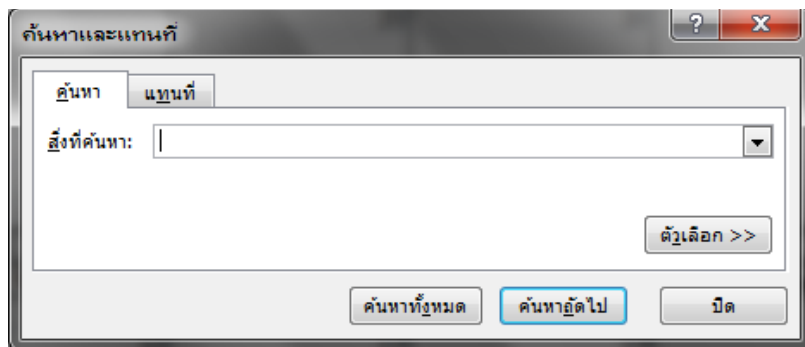 ค้นหาและแทนที่
ค้นหา แทนที่
สิ่งที่ค้นหา:
ตัวเลือก >>
ค้นหาทั้งหมด ค้นหาถัดไป ปิด